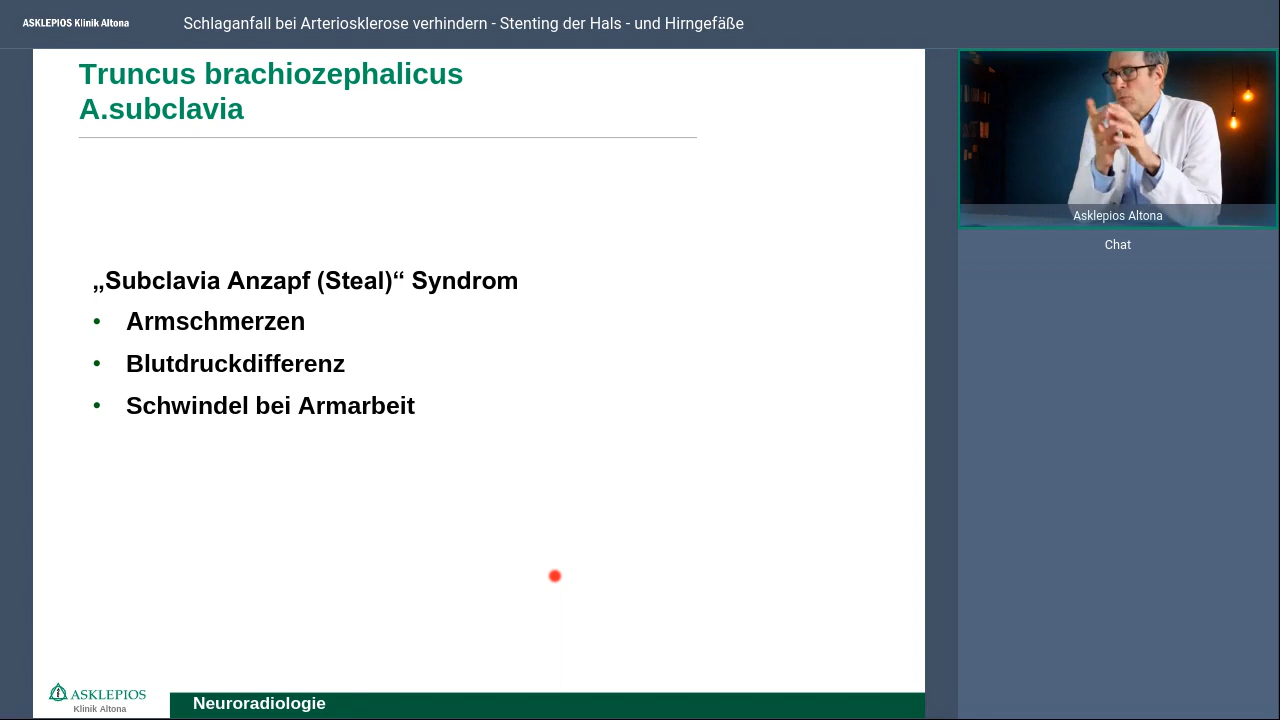 ASKLEPIOS Klinik Altona
Schlaganfall bei Arteriosklerose verhindern - Stenting der Hals - und Hirngefäße
Truncus brachiozephalicus
A.subclavia
„Subclavia Anzapf (Steal)“ Syndrom
• Armschmerzen
• Blutdruckdifferenz
• Schwindel bei Armarbeit
Asklepios Altona
Chat
ASKLEPIOS
Klinik Altona
Neuroradiologie